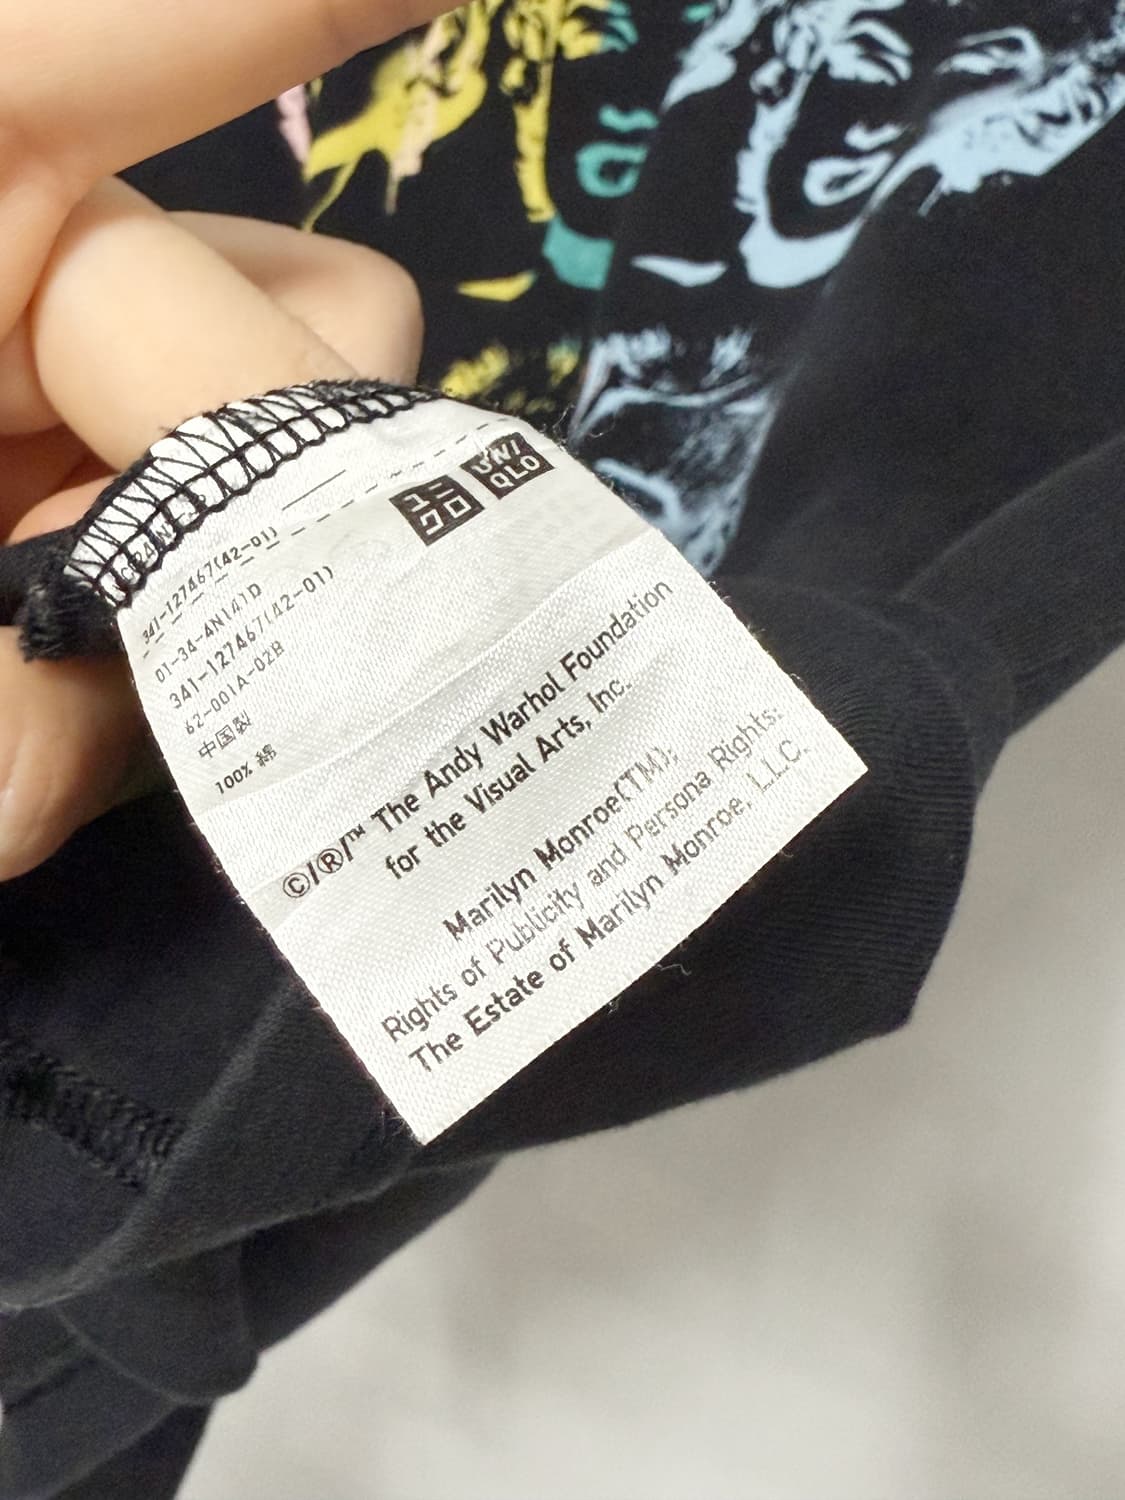 ユニ
クロ
UNI
QLO
341-127467(42-01)
01-34-4N(41)D
341-127467(42-01)
62-001A-02B
中国製
100% 綿
©/®/™ The Andy Warhol Foundation
for the Visual Arts, Inc.
Marilyn Monroe(TM);
Rights of Publicity and Persona Rights:
The Estate of Marilyn Monroe, LLC.